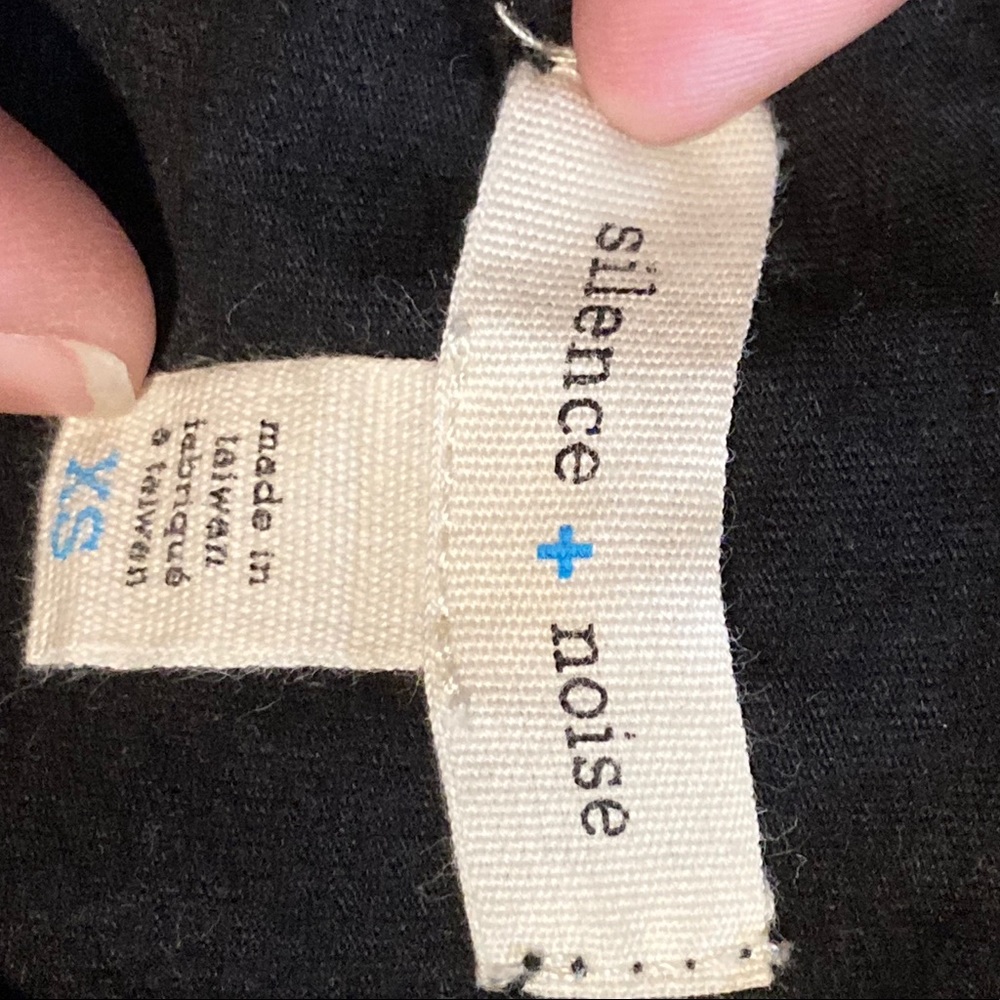 silence + noise
made in
taiwan
fabriqué
à taiwan
XS